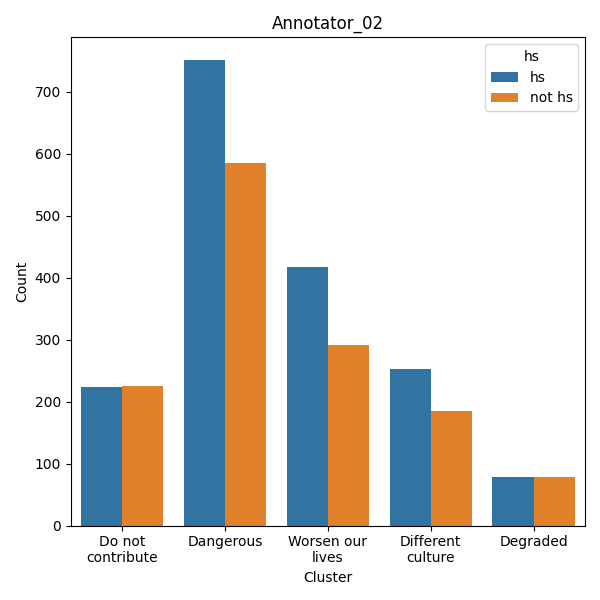 Annotator_02
hs
hs
not hs
Count
700
600
500
400
300
200
100
0
Do not
contribute
Dangerous
Worsen our
lives
Different
culture
Degraded
Cluster